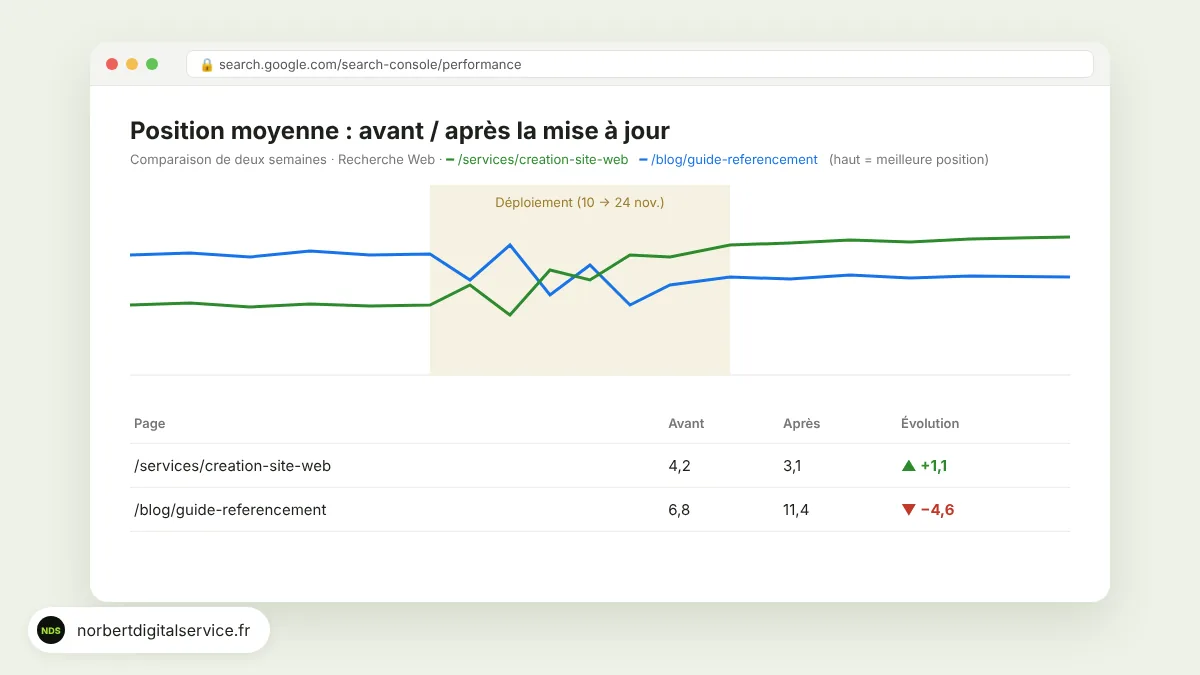 search.google.com/search-console/performance
Position moyenne : avant / après la mise à jour
Comparaison de deux semaines · Recherche Web · /services/creation-site-web /blog/guide-referencement (haut = meilleure position)
Déploiement (10 → 24 nov.)
Page Avant Après Évolution
/services/creation-site-web 4,2 3,1 ▲ +1,1
/blog/guide-referencement 6,8 11,4 ▼ −4,6
NDS norbertdigitalservice.fr